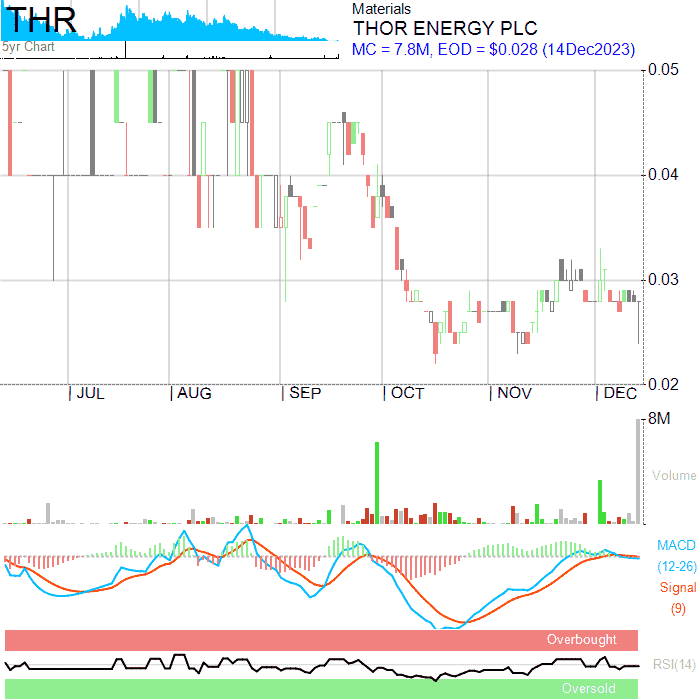 THR
5yr Chart
Materials
THOR ENERGY PLC
MC = 7.8M, EOD = $0.028 (14Dec2023)
0.05
0.04
0.03
0.02
JUL AUG SEP OCT NOV DEC
8M
Volume
MACD
(12-26)
Signal
(9)
Overbought
RSI(14)
Oversold